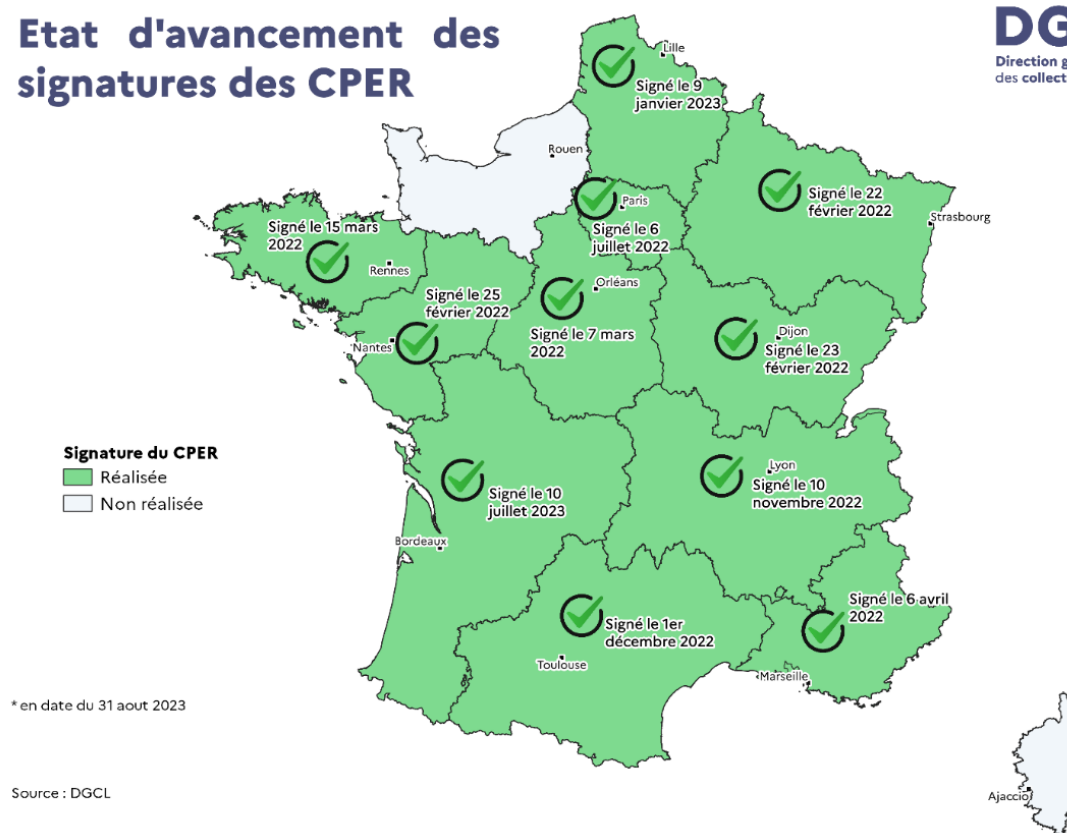 Etat d'avancement des
signatures des CPER
DG
Direction g
des collect
Lille
Signé le 9
janvier 2023
Rouen
Paris
Signé le 6
juillet 2022
Signé le 22
février 2022
Strasbourg
Signé le 15 mars
2022
Rennes
Signé le 25
février 2022
Nantes
Orléans
Signé le 7 mars
2022
Dijon
Signé le 23
février 2022
Signature du CPER
Réalisée
Non réalisée
Signé le 10
juillet 2023
Bordeaux
Lyon
Signé le 10
novembre 2022
Signé le 6 avril
2022
Signé le 1er
décembre 2022
Toulouse
Marseille
* en date du 31 aout 2023
Source : DGCL
Ajaccio